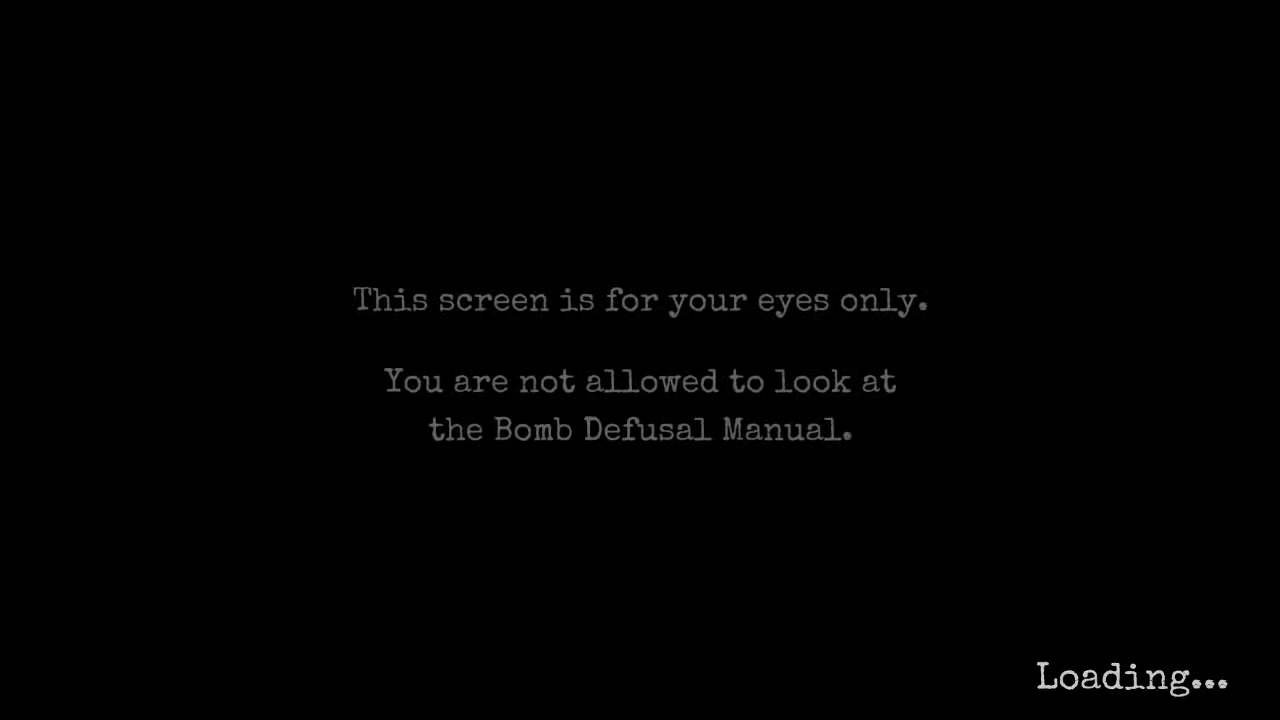 This screen is for your eyes only.
You are not allowed to look at
the Bomb Defusal Manual.
Loading...